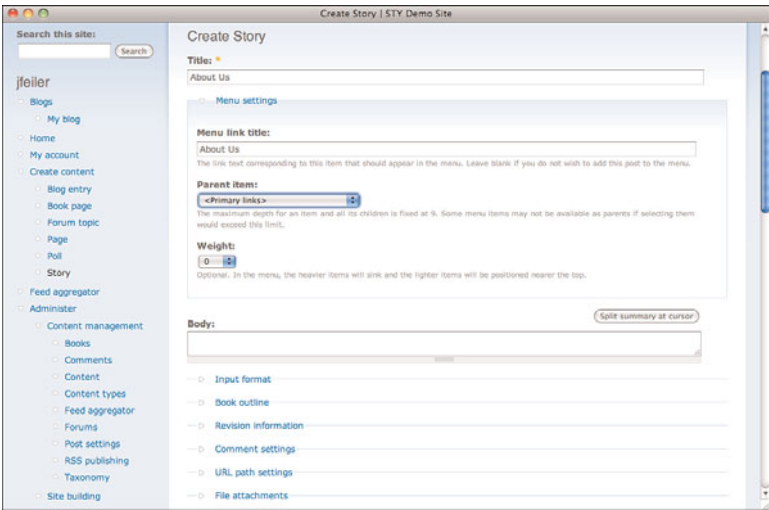 Create Story | STY Demo Site
Search this site:
Search
jfeiler
Blogs
My blog
Home
My account
Create content
Blog entry
Book page
Forum topic
Page
Poll
Story
Feed aggregator
Administer
Content management
Books
Comments
Content
Content types
Feed aggregator
Forums
Post settings
RSS publishing
Taxonomy
Site building
Create Story
Title: *
About Us
Menu settings
Menu link title:
About Us
The link text corresponding to this item that should appear in the menu. Leave blank if you do not wish to add this post to the menu.
Parent item:
<Primary links>
The maximum depth for an item and all its children is fixed at 9. Some menu items may not be available as parents if selecting them
would exceed this limit.
Weight:
0
Optional. In the menu, the heavier items will sink and the lighter items will be positioned nearer the top.
Split summary at cursor
Body:
Input format
Book outline
Revision information
Comment settings
URL path settings
File attachments